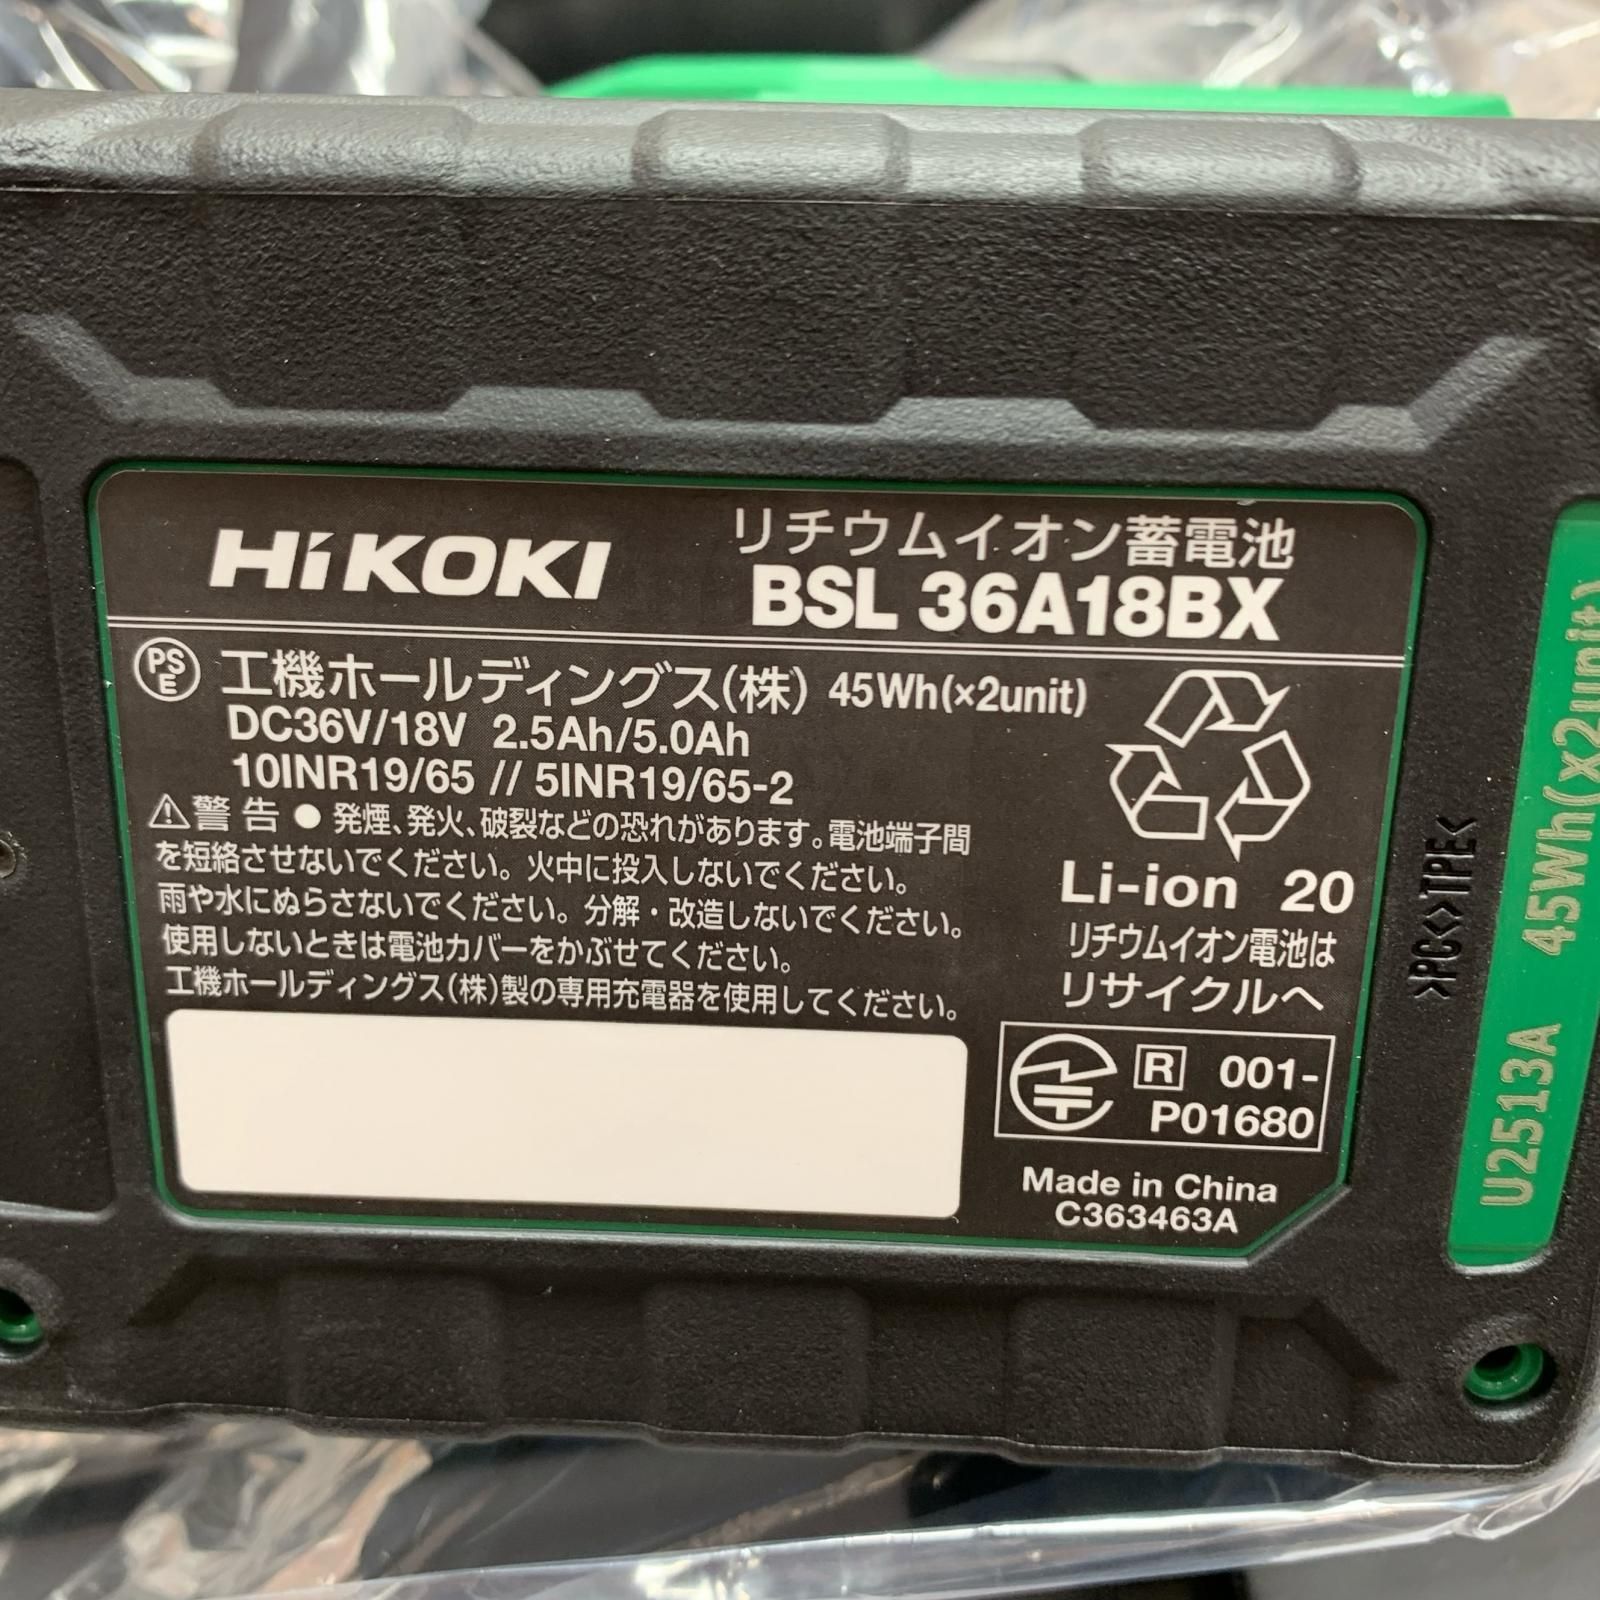 HiKOKI
リチウムイオン蓄電池
BSL 36A18BX
PSE
工機ホールディングス(株) 45Wh(×2unit)
DC36V/18V 2.5Ah/5.0Ah
10INR19/65 // 5INR19/65-2
⚠警告 ● 発煙、発火、破裂などの恐れがあります。電池端子間
を短絡させないでください。火中に投入しないでください。
雨や水にぬらさないでください。分解・改造しないでください。
使用しないときは電池カバーをかぶせてください。
工機ホールディングス(株)製の専用充電器を使用してください。
Li-ion 20
リチウムイオン電池は
リサイクルへ
R 001-
P01680
Made in China
C363463A
>PC<>TPE<
U2513A 45Wh(x2unit)